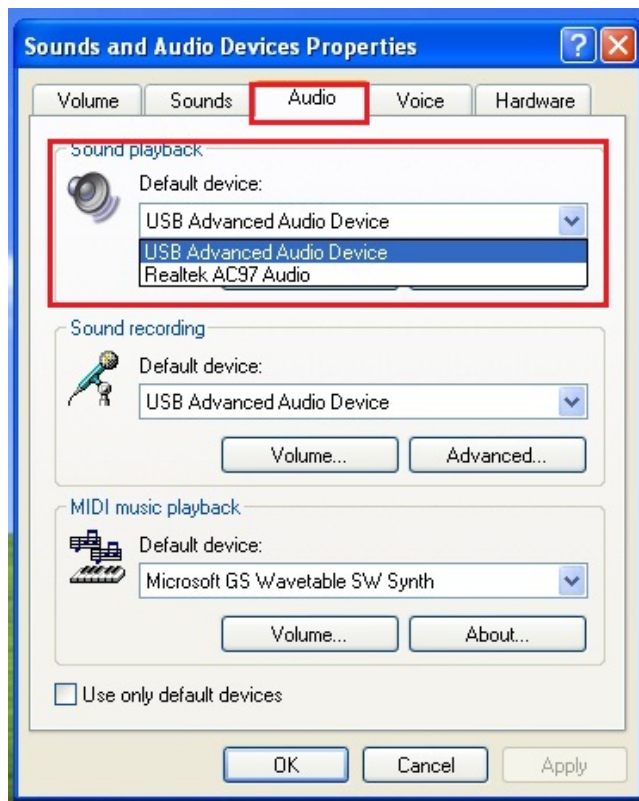 Sounds and Audio Devices Properties
Volume Sounds Audio Voice Hardware
Sound playback
Default device:
USB Advanced Audio Device
USB Advanced Audio Device
Realtek AC97 Audio
Sound recording
Default device:
USB Advanced Audio Device
Volume... Advanced...
MIDI music playback
Default device:
Microsoft GS Wavetable SW Synth
Volume... About...
Use only default devices
OK Cancel Apply